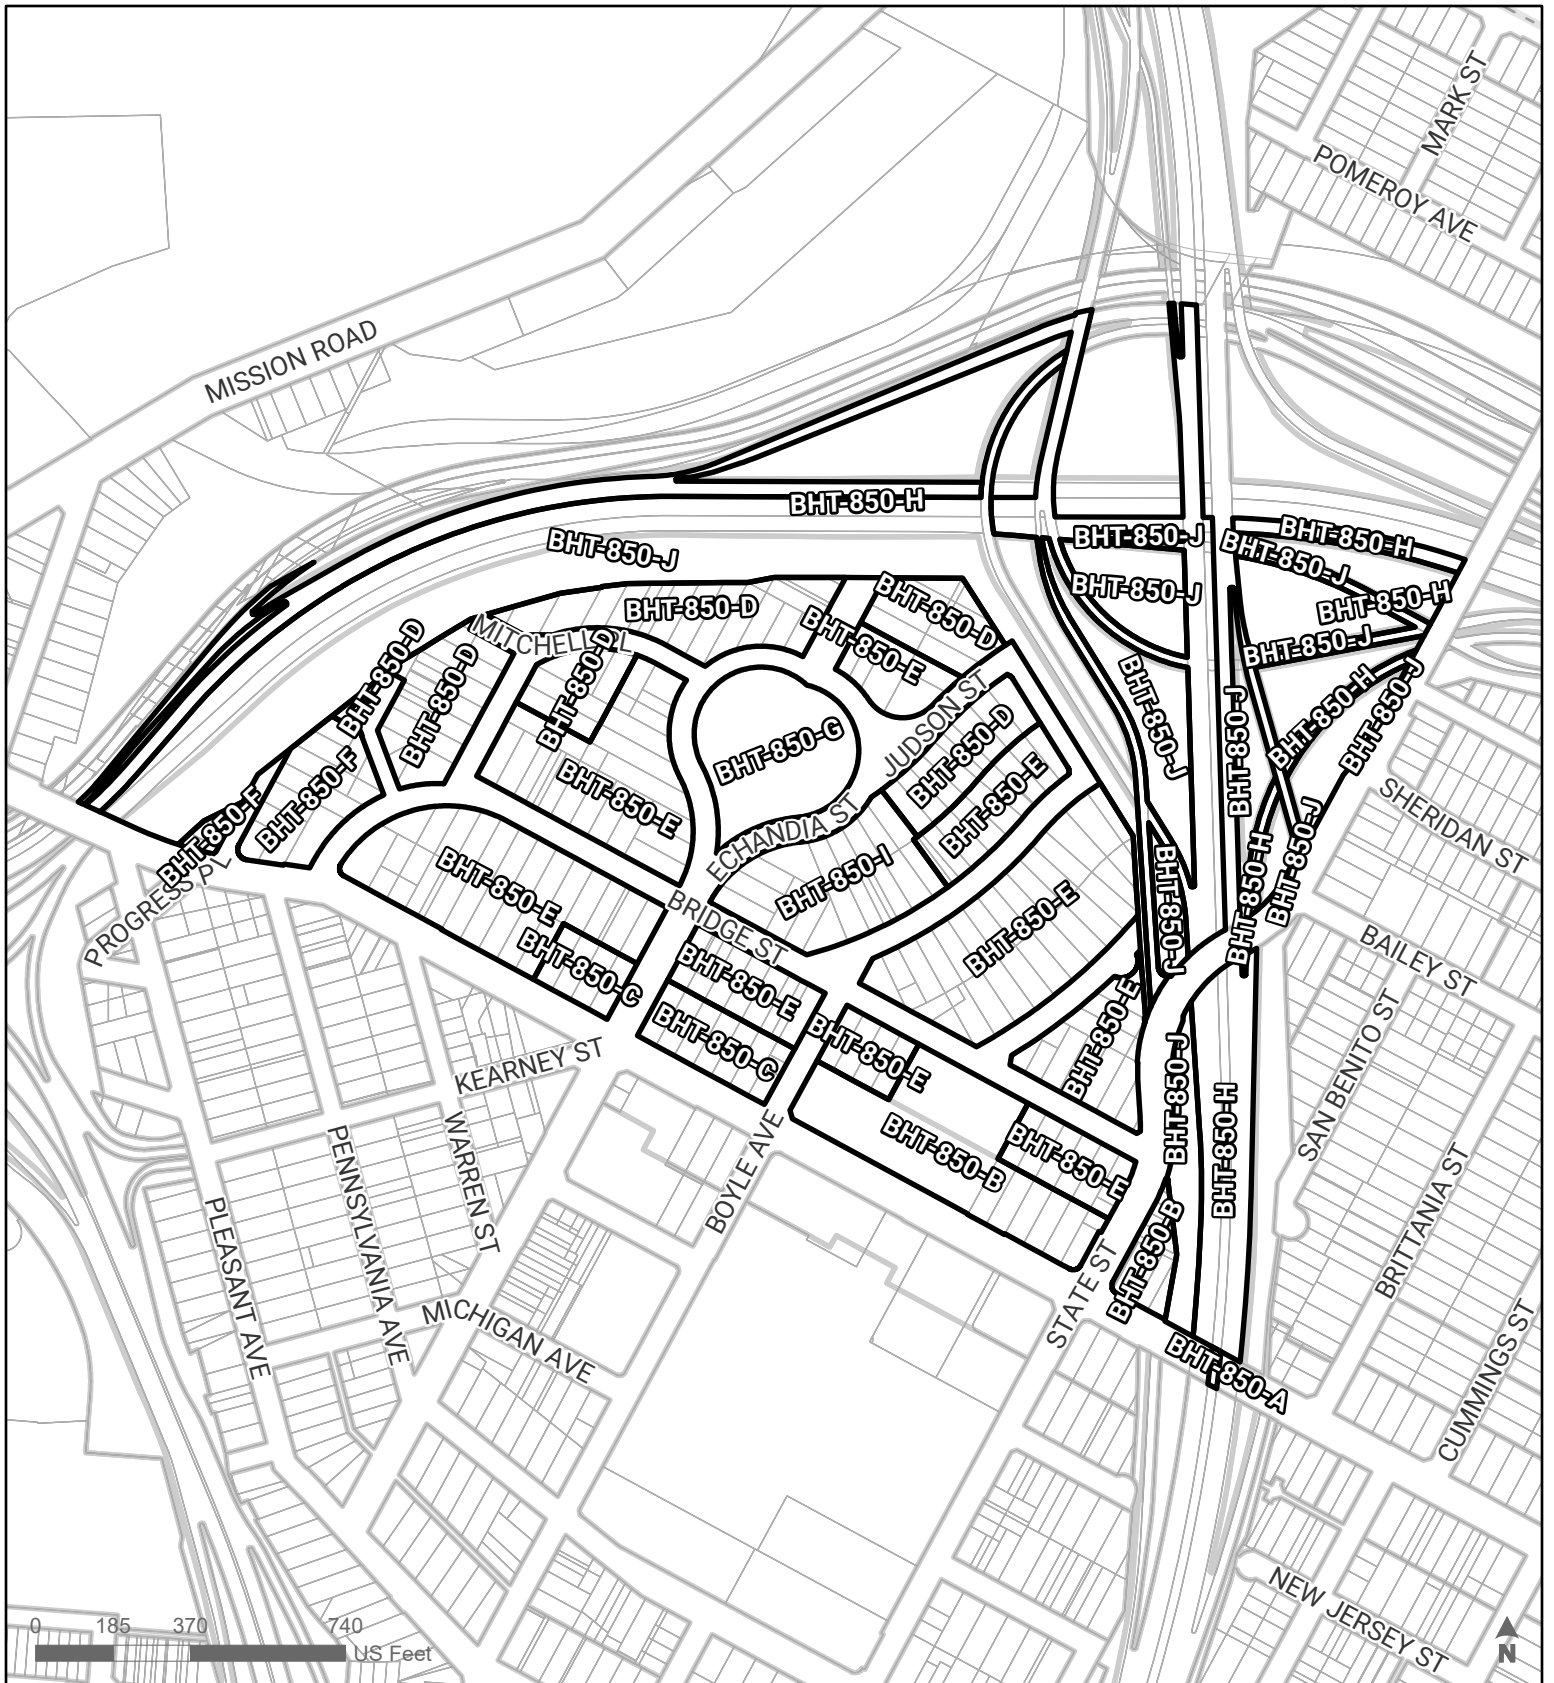 MARK ST
POMEROY AVE
MISSION ROAD
BHT-850-H
BHT-850-J
BHT-850-H
BHT-850-J
BHT-850-J
BHT-850-J
BHT-850-H
BHT-850-D
BHT-850-D
BHT-850-E
MITCHELL PL
BHT-850-D
BHT-850-D
BHT-850-D
BHT-850-J
BHT-850-J
BHT-850-H
BHT-850-J
BHT-850-J
JUDSON ST
BHT-850-G
BHT-850-D
BHT-850-E
BHT-850-F
BHT-850-F
BHT-850-E
ECHANDIA ST
SHERIDAN ST
PROGRESS PL
BHT-850-E
BHT-850-I
BHT-850-H
BHT-850-J
BHT-850-J
BRIDGE ST
BHT-850-E
BAILEY ST
BHT-850-C
BHT-850-E
BHT-850-C
BHT-850-E
BHT-850-E
KEARNEY ST
SAN BENITO ST
BHT-850-J
BHT-850-H
BHT-850-B
BHT-850-E
WARREN ST
PENNSYLVANIA AVE
BOYLE AVE
PLEASANT AVE
BRITTANIA ST
BHT-850-B
STATE ST
MICHIGAN AVE
BHT-850-A
CUMMINGS ST
NEW JERSEY ST
0 185 370 740
US Feet
N